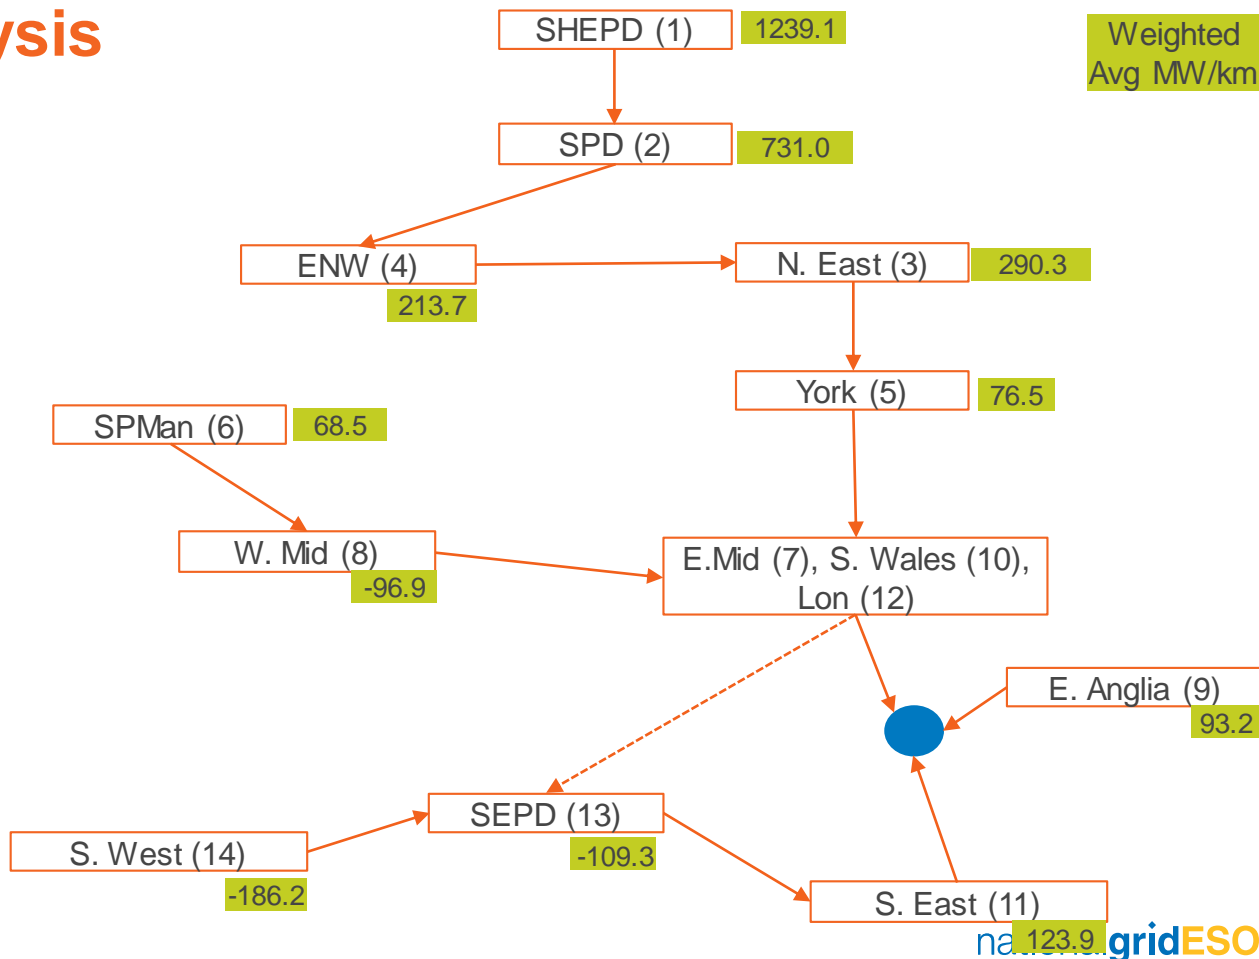 ysis
SHEPD (1)
1239.1
Weighted
Avg MW/km
SPD (2)
731.0
ENW (4)
213.7
N. East (3)
290.3
York (5)
76.5
SPMan (6)
68.5
W. Mid (8)
-96.9
E.Mid (7), S. Wales (10),
Lon (12)
E. Anglia (9)
93.2
SEPD (13)
-109.3
S. West (14)
-186.2
S. East (11)
123.9
gridESO